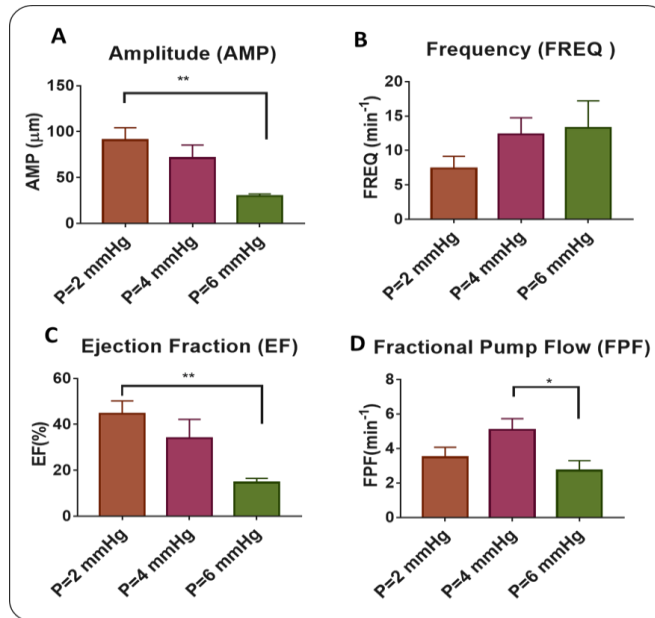 A
Amplitude (AMP)
**
150
100
50
0
AMP (μm)
P=2 mmHg
P=4 mmHg
P=6 mmHg
B
Frequency (FREQ )
20
15
10
5
0
FREQ (min-1)
P=2 mmHg
P=4 mmHg
P=6 mmHg
C
Ejection Fraction (EF)
**
60
40
20
0
EF(%)
P=2 mmHg
P=4 mmHg
P=6 mmHg
D
Fractional Pump Flow (FPF)
*
8
6
4
2
0
FPF(min-1)
P=2 mmHg
P=4 mmHg
P=6 mmHg